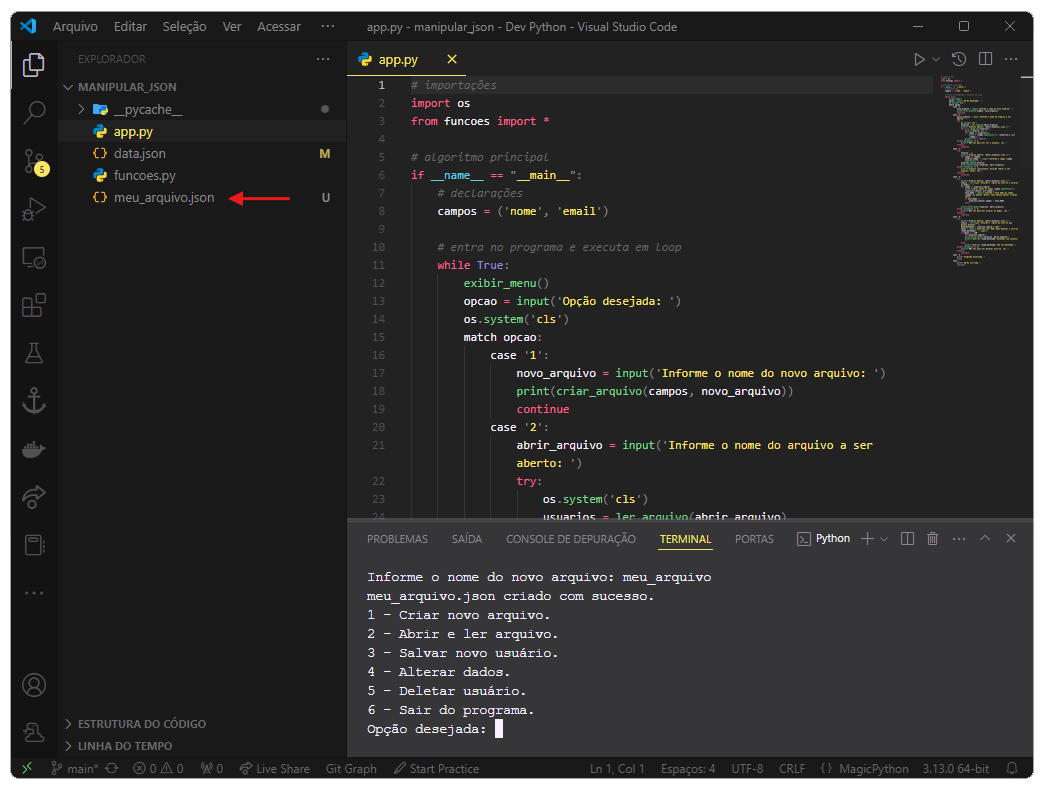 Arquivo Editar Seleção Ver Acessar ··· app.py - manipular_json - Dev Python - Visual Studio Code
EXPLORADOR ···
MANIPULAR_JSON
__pycache__
app.py
data.json M
funcoes.py
meu_arquivo.json U
5
ESTRUTURA DO CÓDIGO
LINHA DO TEMPO
app.py
1 # importações
2 import os
3 from funcoes import *
4
5 # algoritmo principal
6 if __name__ == "__main__":
7 # declarações
8 campos = ('nome', 'email')
9
10 # entra no programa e executa em loop
11 while True:
12 exibir_menu()
13 opcao = input('Opção desejada: ')
14 os.system('cls')
15 match opcao:
16 case '1':
17 novo_arquivo = input('Informe o nome do novo arquivo: ')
18 print(criar_arquivo(campos, novo_arquivo))
19 continue
20 case '2':
21 abrir_arquivo = input('Informe o nome do arquivo a ser
aberto: ')
22 try:
23 os.system('cls')
24 usuarios = ler_arquivo(abrir_arquivo)
PROBLEMAS SAÍDA CONSOLE DE DEPURAÇÃO TERMINAL PORTAS Python
Informe o nome do novo arquivo: meu_arquivo
meu_arquivo.json criado com sucesso.
1 - Criar novo arquivo.
2 - Abrir e ler arquivo.
3 - Salvar novo usuário.
4 - Alterar dados.
5 - Deletar usuário.
6 - Sair do programa.
Opção desejada:
main* 0 0 0 Live Share Git Graph Start Practice Ln 1, Col 1 Espaços: 4 UTF-8 CRLF {} MagicPython 3.13.0 64-bit